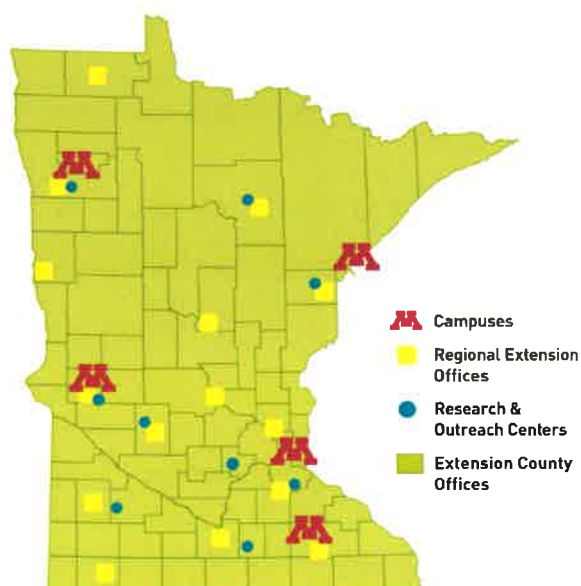 Campuses
Regional Extension
Offices
Research &
Outreach Centers
Extension County
Offices